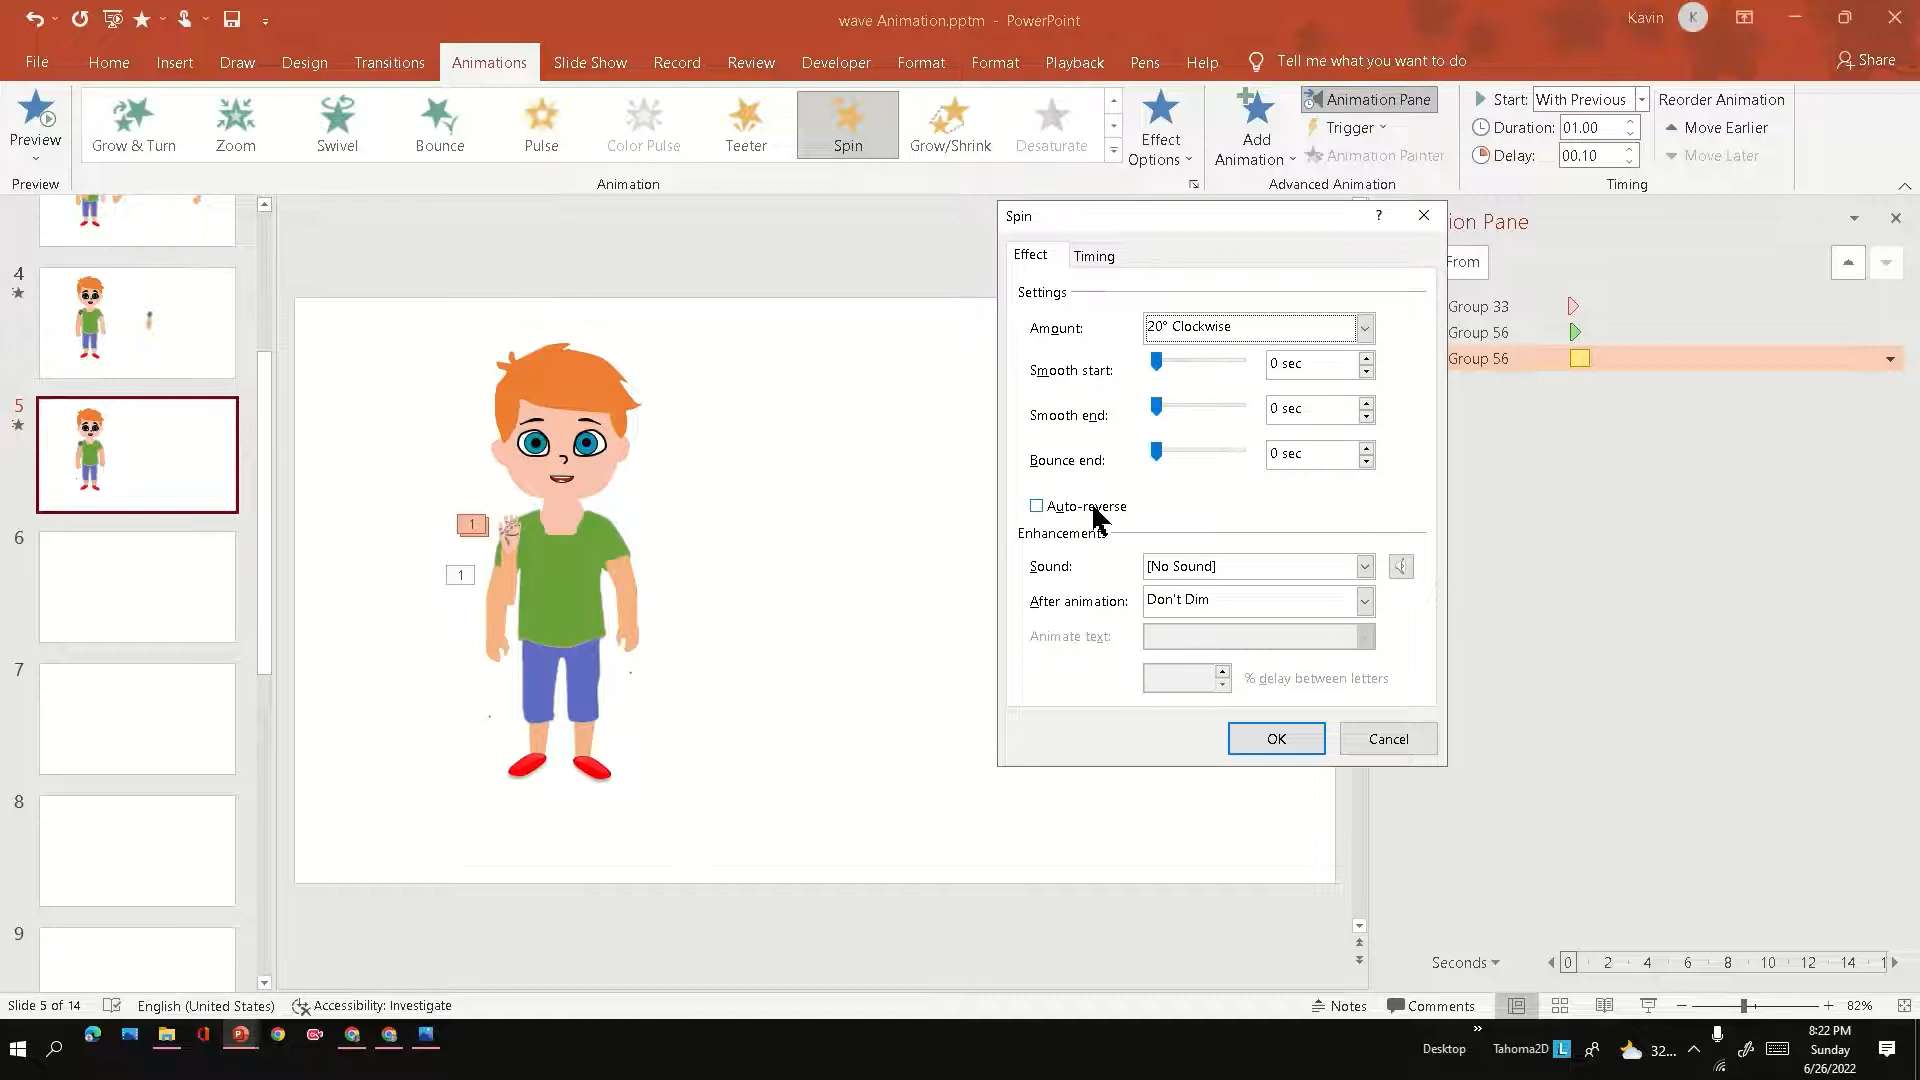 wave Animation.pptm - PowerPoint
Kavin K
File Home Insert Draw Design Transitions Animations Slide Show Record Review Developer Format Format Playback Pens Help Tell me what you want to do Share
Preview
Preview
Grow & Turn Zoom Swivel Bounce Pulse Color Pulse Teeter Spin Grow/Shrink Desaturate
Animation
Effect Options
Add Animation
Animation Pane
Trigger
Animation Painter
Advanced Animation
Start: With Previous
Duration: 01.00
Delay: 00.10
Timing
Reorder Animation
Move Earlier
Move Later
4
5
6
7
8
9
1
1
Spin ?
Effect Timing
Settings
Amount: 20° Clockwise
Smooth start: 0 sec
Smooth end: 0 sec
Bounce end: 0 sec
Auto-reverse
Enhancements
Sound: [No Sound]
After animation: Don't Dim
Animate text:
% delay between letters
OK Cancel
ion Pane
From
Group 33
Group 56
Group 56
Seconds 0 2 4 6 8 10 12 14 1
Slide 5 of 14 English (United States) Accessibility: Investigate Notes Comments 82%
Desktop Tahoma2D L 32...
8:22 PM
Sunday
6/26/2022